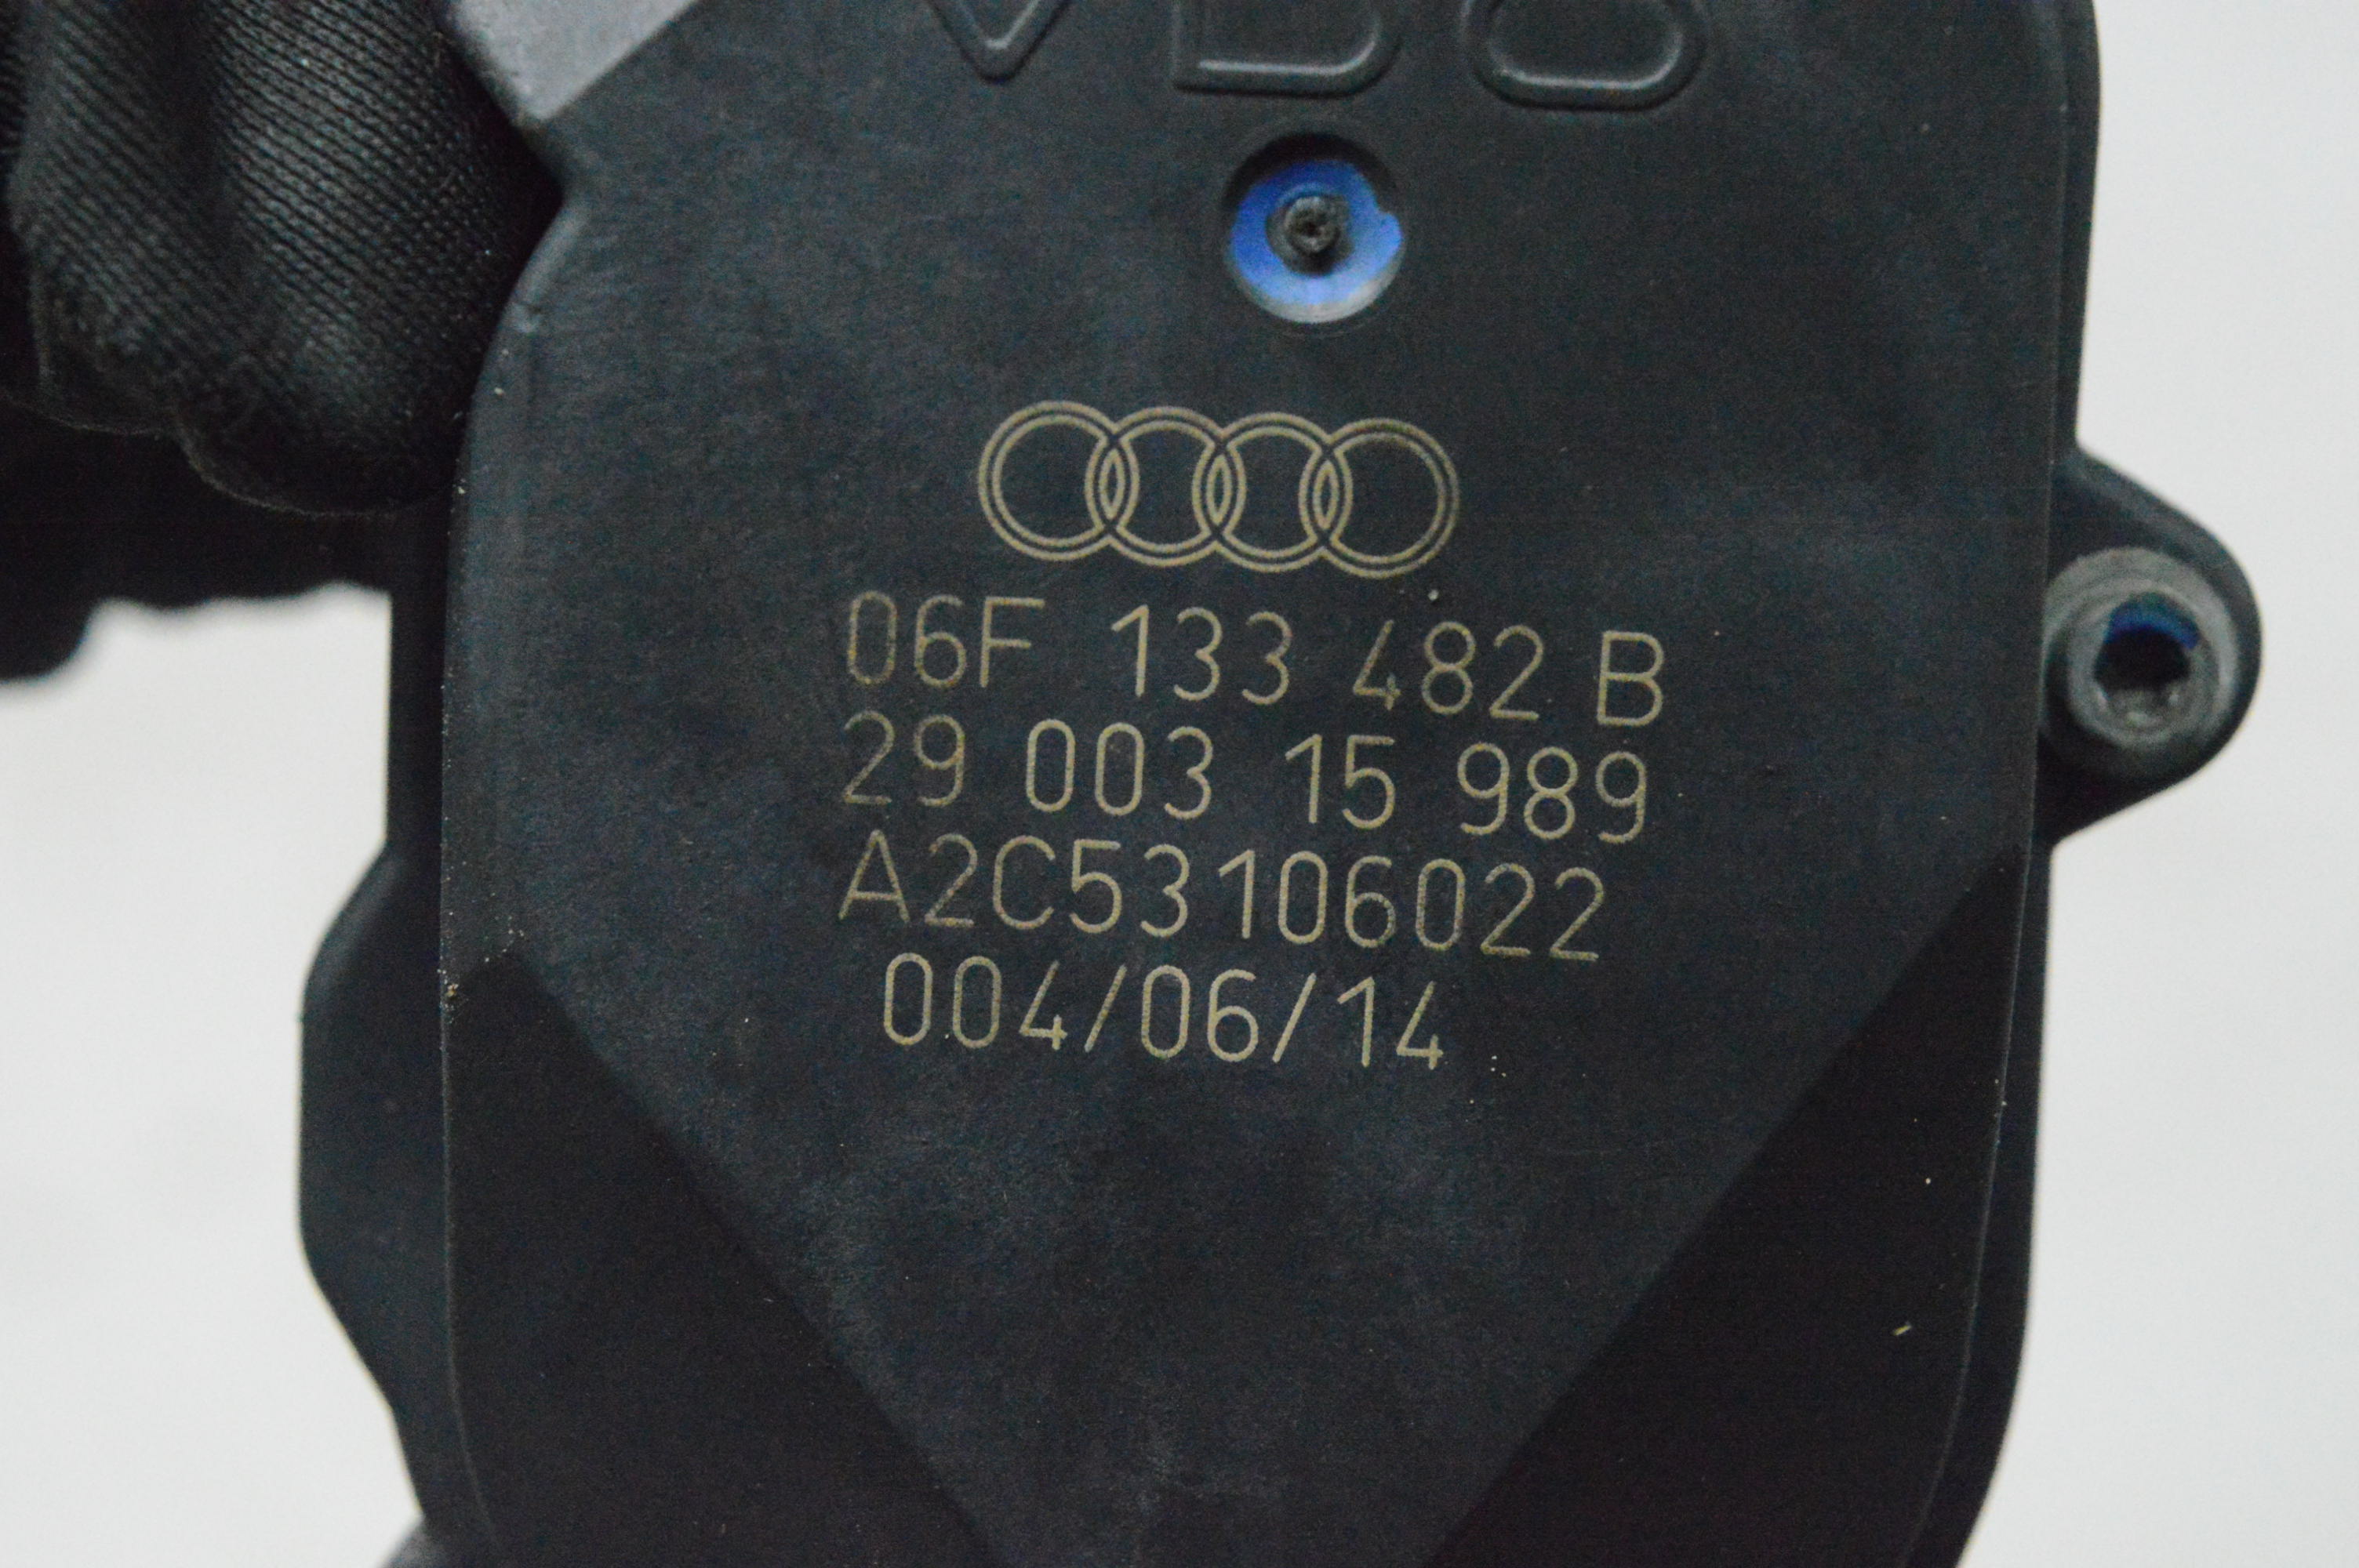 VDO
06F 133 482 B
29 003 15 989
A2C53106022
004/06/14